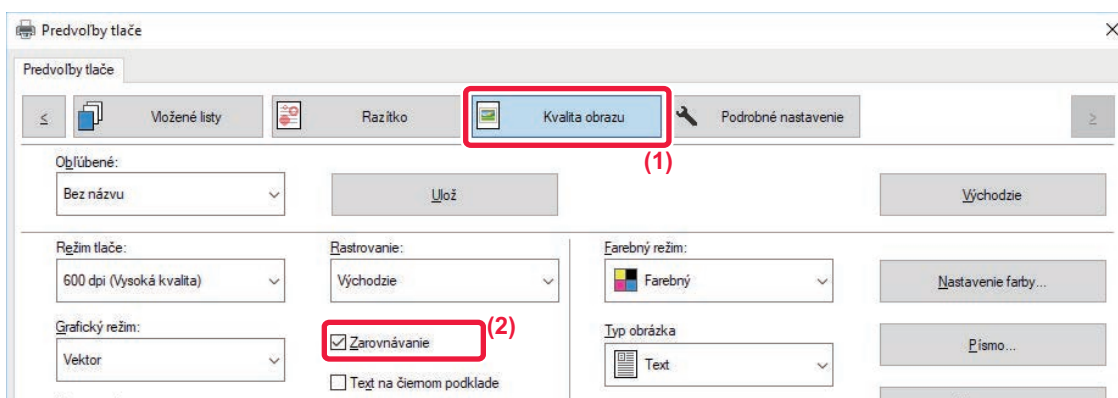 Predvoľby tlače
Predvoľby tlače
<
Vložené listy
Razítko
Kvalita obrazu
Podrobné nastavenie
>
(1)
Obľúbené:
Bez názvu
Ulož
Východzie
Režim tlače:
600 dpi (Vysoká kvalita)
Rastrovanie:
Východzie
Farebný režim:
Farebný
Nastavenie farby...
Grafický režim:
Vektor
(2)
Zarovnávanie
Text na čiernom podklade
Typ obrázka
Text
Písmo...